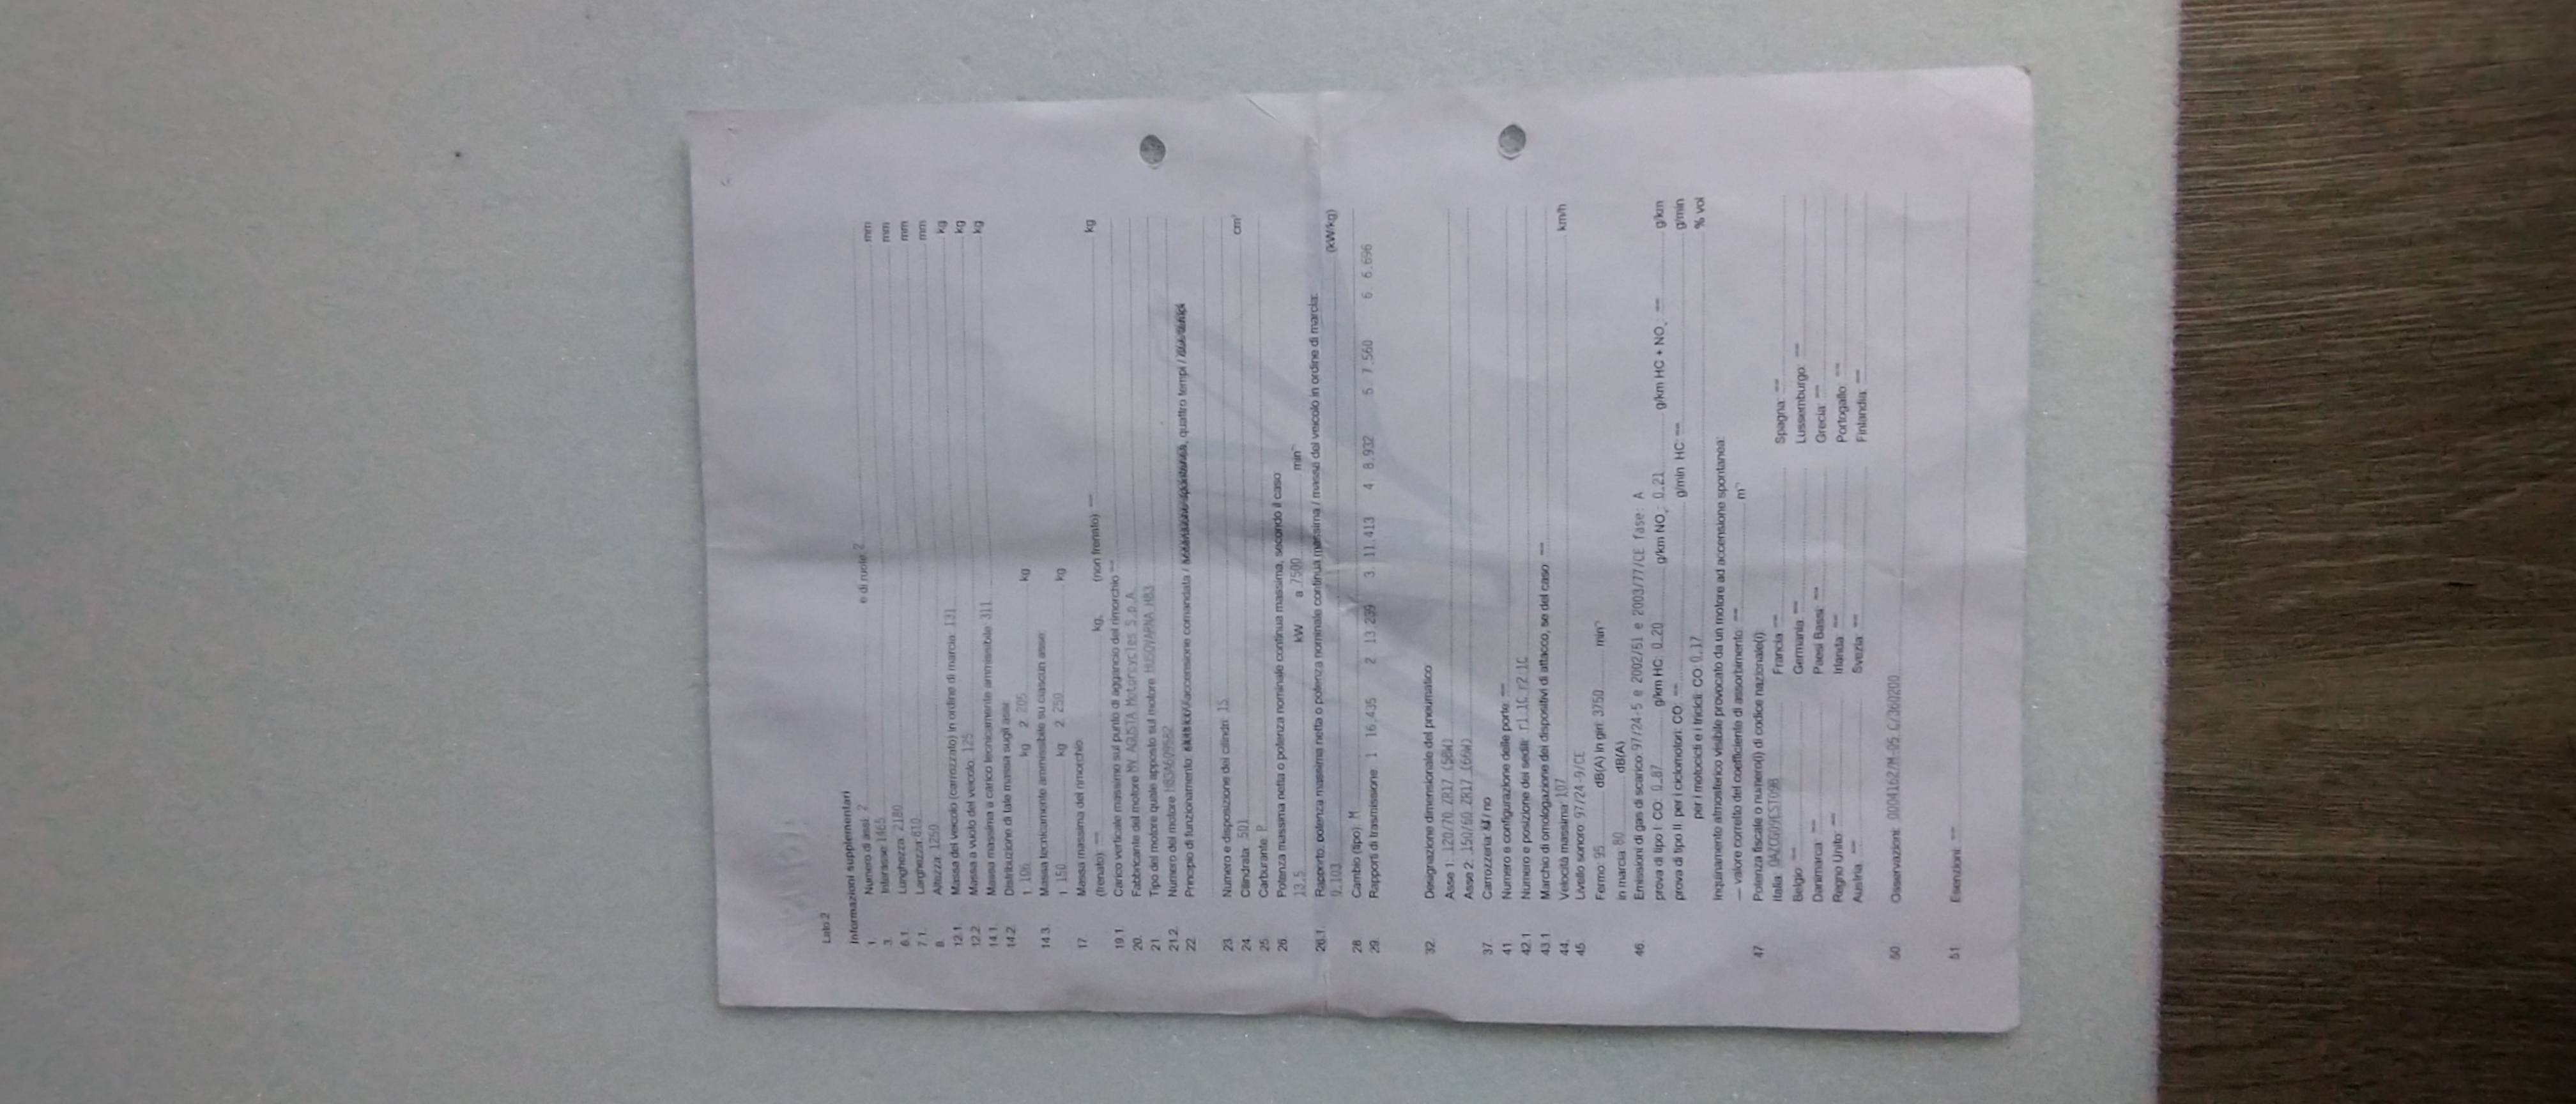 Lato 2
Informazioni supplementari
1. Numero di assi: 2 e di ruote: 2
3. Interasse: 1465 mm
6.1. Lunghezza: 2180 mm
7.1. Larghezza: 810 mm
8. Altezza: 1250 mm
12.1. Massa del veicolo (carrozzato) in ordine di marcia: 131 kg
12.2 Massa a vuoto del veicolo: 125 kg
14.1. Massa massima a carico tecnicamente ammissibile: 311 kg
14.2. Distribuzione di tale massa sugli assi:
1. 106 kg 2. 205 kg
14.3. Massa tecnicamente ammissibile su ciascun asse:
1. 150 kg 2. 250 kg
17. Massa massima del rimorchio
(frenato): -- kg, (non frenato): -- kg
19.1. Carico verticale massimo sul punto di aggancio del rimorchio --
20. Fabbricante del motore MV AGUSTA Motorcycles S.p.A.
21 Tipo del motore quale apposto sul motore: HUSQVARNA H83
21.2. Numero del motore
22. Principio di funzionamento: accensione comandata / quattro tempi /
23. Numero e disposizione dei cilindri: 1S
24. Cilindrata: 501 cm³
25. Carburante: P
26. Potenza massima netta o potenza nominale continua massima, secondo il caso
13.5 kW a 7500 min⁻¹
26.1. Rapporto: potenza massima netta o potenza nominale continua massima / massa del veicolo in ordine di marcia:
0.103 (kW/kg)
28. Cambio (tipo): M
29. Rapporti di trasmissione: 1 16.435 2 13.239 3. 11.413 4 8.932 5. 7.560 6. 6.696
32. Designazione dimensionale del pneumatico
Asse 1: 120/70 ZR17 (58W)
Asse 2: 150/60 ZR17 (66W)
37. Carrozzeria: / no
41 Numero e configurazione delle porte: --
42.1 Numero e posizione dei sedili: r1.1C r2.1C
43.1 Marchio di omologazione dei dispositivi di attacco, se del caso: --
44. Velocità massima: 107 km/h
45. Livello sonoro: 97/24-9/CE
Fermo: 95 dB(A) in giri: 3750 min⁻¹
in marcia: 80 dB(A)
46. Emissioni di gas di scarico: 97/24-5 e 2002/51 e 2003/77/CE fase: A
prova di tipo I: CO: 0.87 g/km HC: 0.20 g/km NOx: 0.21 g/km HC + NOx: -- g/km
prova di tipo II: per i ciclomotori: CO: -- g/min HC: -- g/min
per i motocicli e i tricicli: CO: 0.17 % vol
Inquinamento atmosferico visibile provocato da un motore ad accensione spontanea:
— valore corretto del coefficiente di assorbimento: -- m⁻¹
47 Potenza fiscale o numero(i) di codice nazionale(i):
Italia: Francia: -- Spagna: --
Belgio: -- Germania: -- Lussemburgo: --
Danimarca: -- Paesi Bassi: -- Grecia: --
Regno Unito: -- Irlanda: -- Portogallo: --
Austria: -- Svezia: -- Finlandia: --
50. Osservazioni: 0004162/M-05 C/360200
51 Esenzioni: --